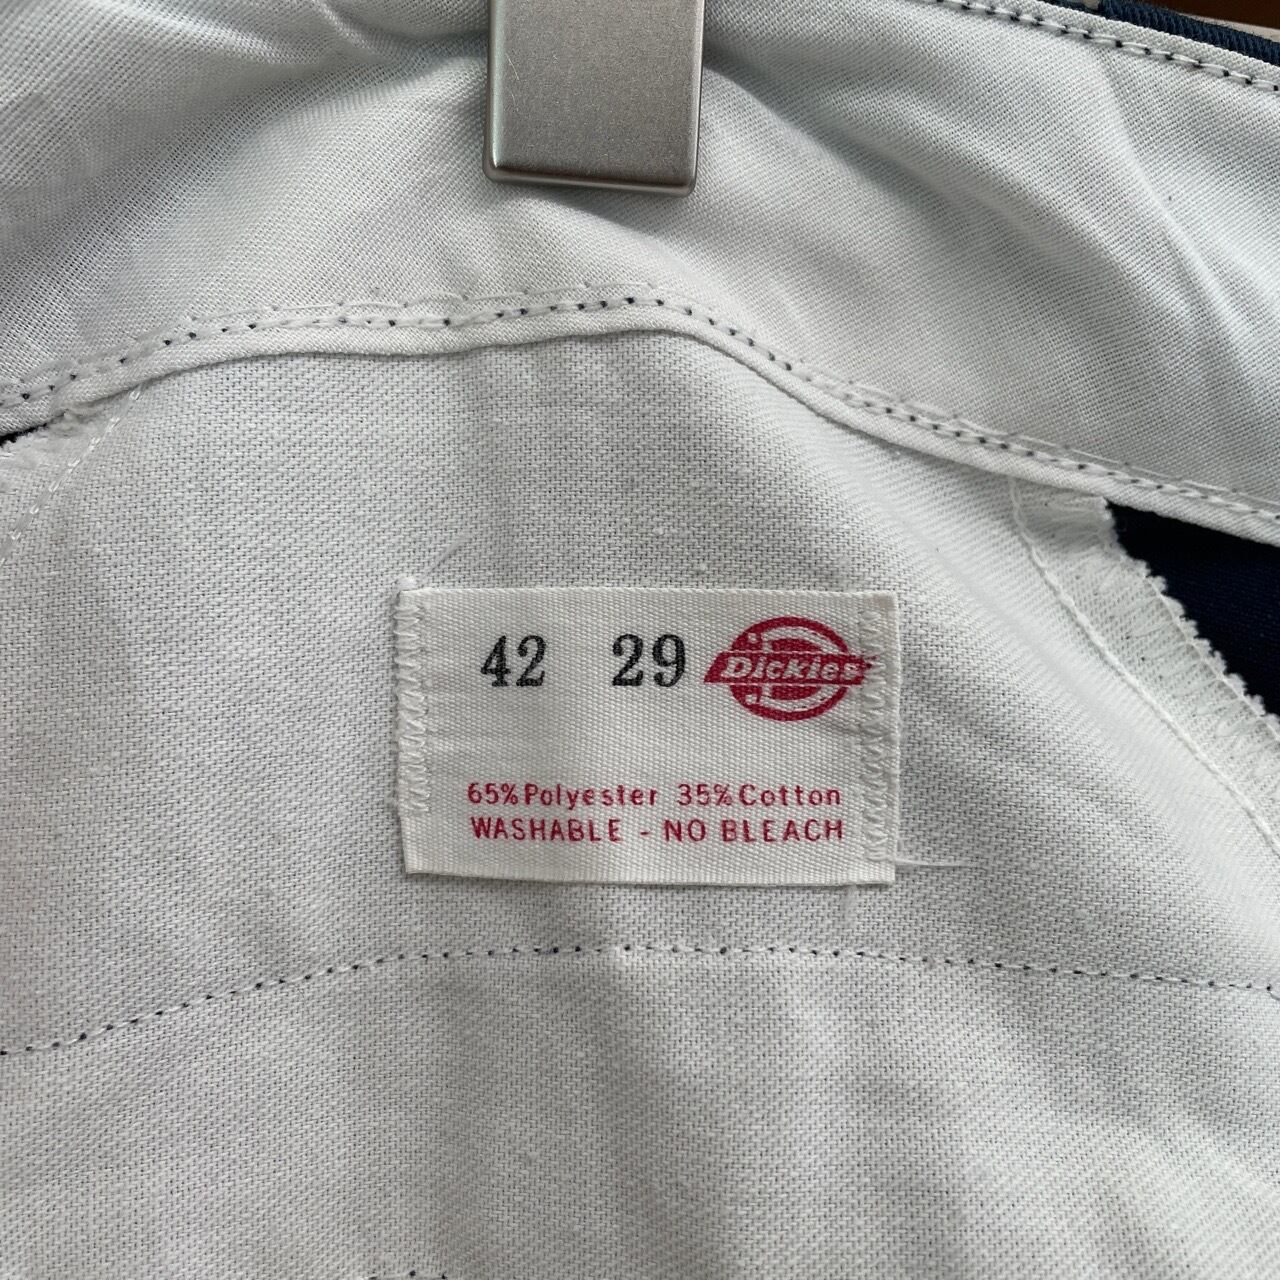 42 29 Dickies
65% Polyester 35% Cotton
WASHABLE - NO BLEACH